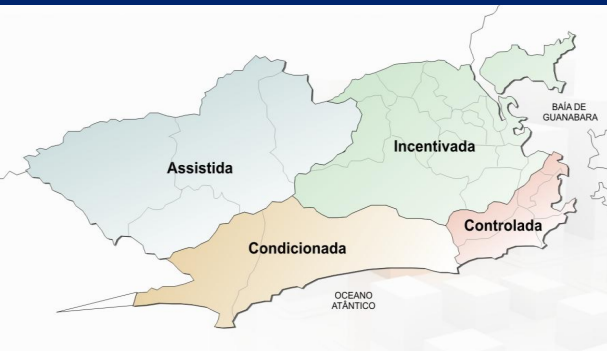 BAÍA DE
GUANABARA
Incentivada
Assistida
Controlada
Condicionada
OCEANO
ATÂNTICO